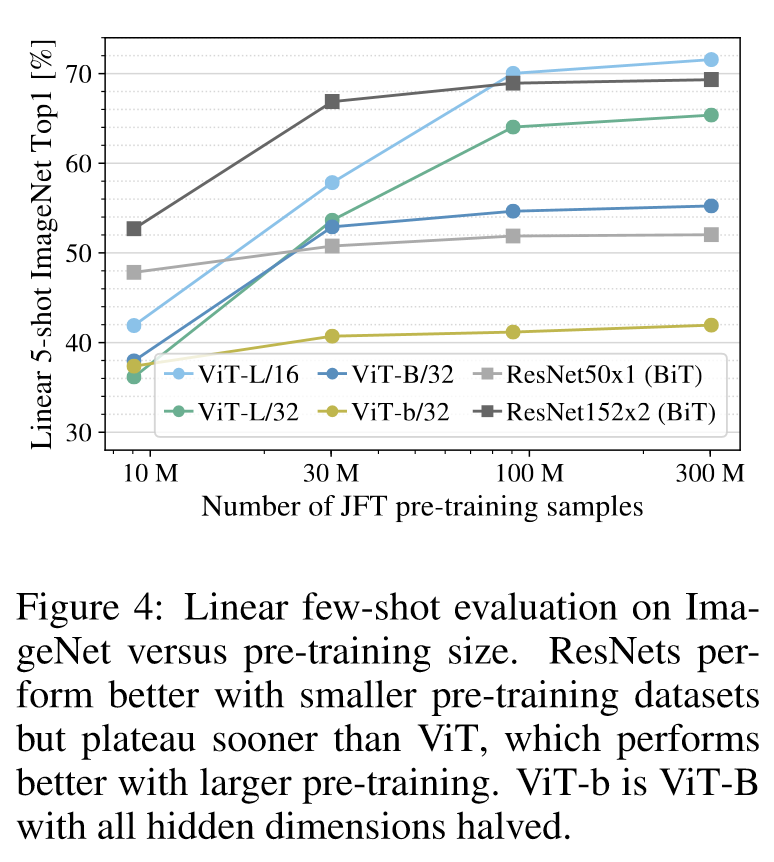 Linear 5-shot ImageNet Top1 [%]
70
60
50
40
30
ViT-L/16 ViT-B/32 ResNet50x1 (BiT)
ViT-L/32 ViT-b/32 ResNet152x2 (BiT)
10 M 30 M 100 M 300 M
Number of JFT pre-training samples
Figure 4: Linear few-shot evaluation on Ima-
geNet versus pre-training size. ResNets per-
form better with smaller pre-training datasets
but plateau sooner than ViT, which performs
better with larger pre-training. ViT-b is ViT-B
with all hidden dimensions halved.